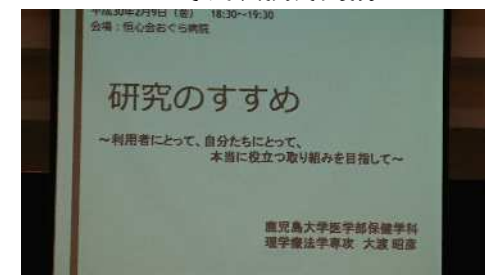 平成30年2月9日（金）　18:30～19:30
会場：恒心会おぐら病院
研究のすすめ
～利用者にとって、自分たちにとって、
本当に役立つ取り組みを目指して～
鹿児島大学医学部保健学科
理学療法学専攻　大渡 昭彦